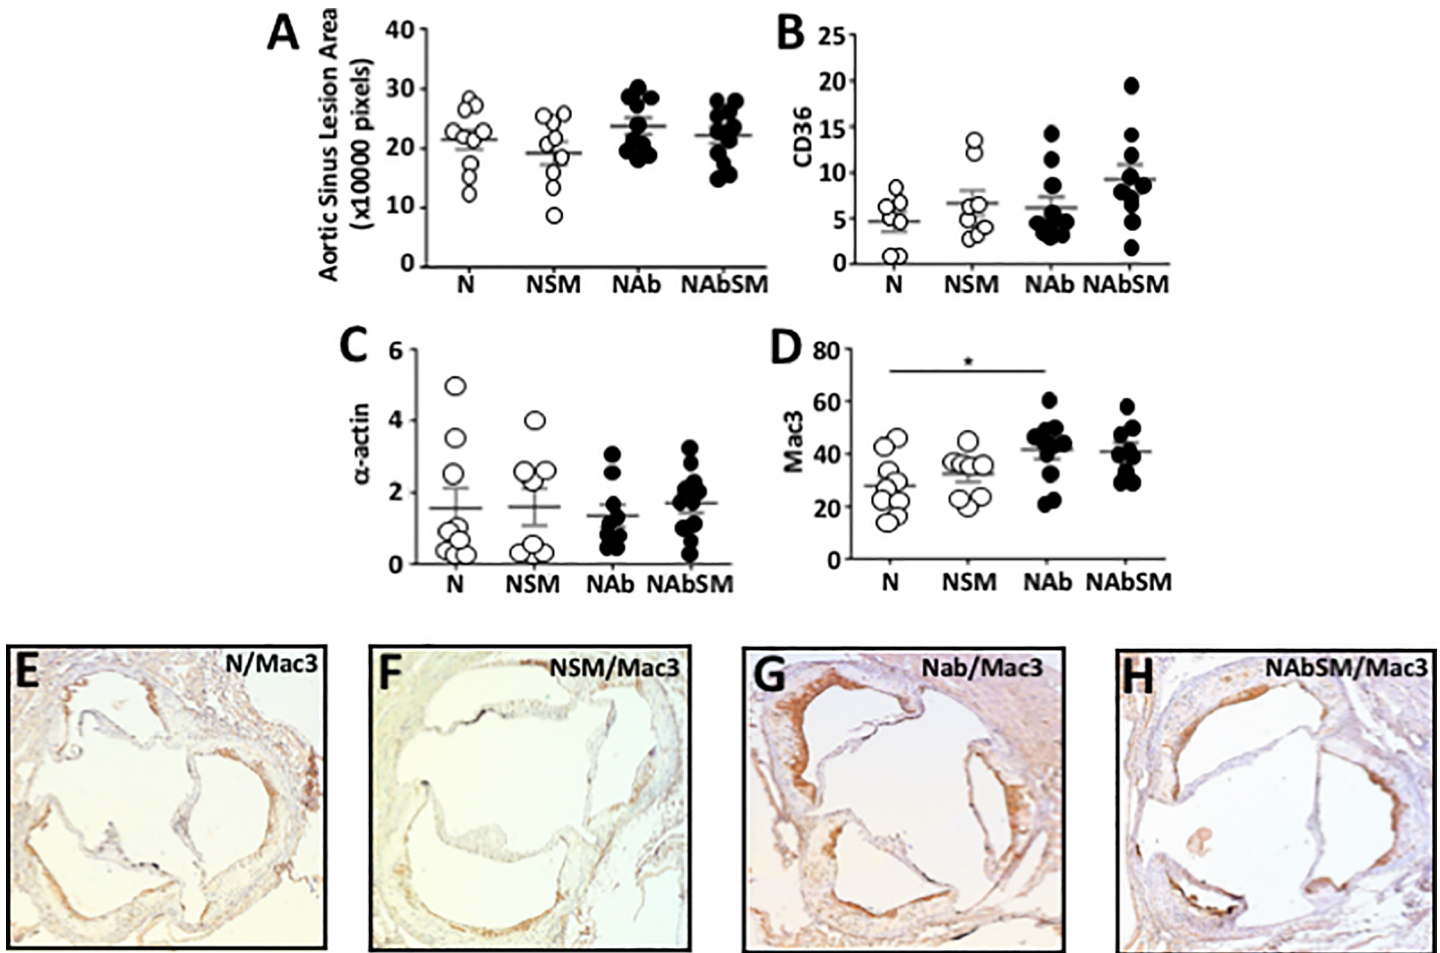 A
Aortic Sinus Lesion Area
(x10000 pixels)
40
30
20
10
0
N NSM NAb NAbSM
B
CD36
25
20
15
10
5
0
N NSM NAb NAbSM
C
α-actin
6
4
2
0
N NSM NAb NAbSM
D
Mac3
80
60
40
20
0
*
N NSM NAb NAbSM
E N/Mac3
F NSM/Mac3
G Nab/Mac3
H NAbSM/Mac3